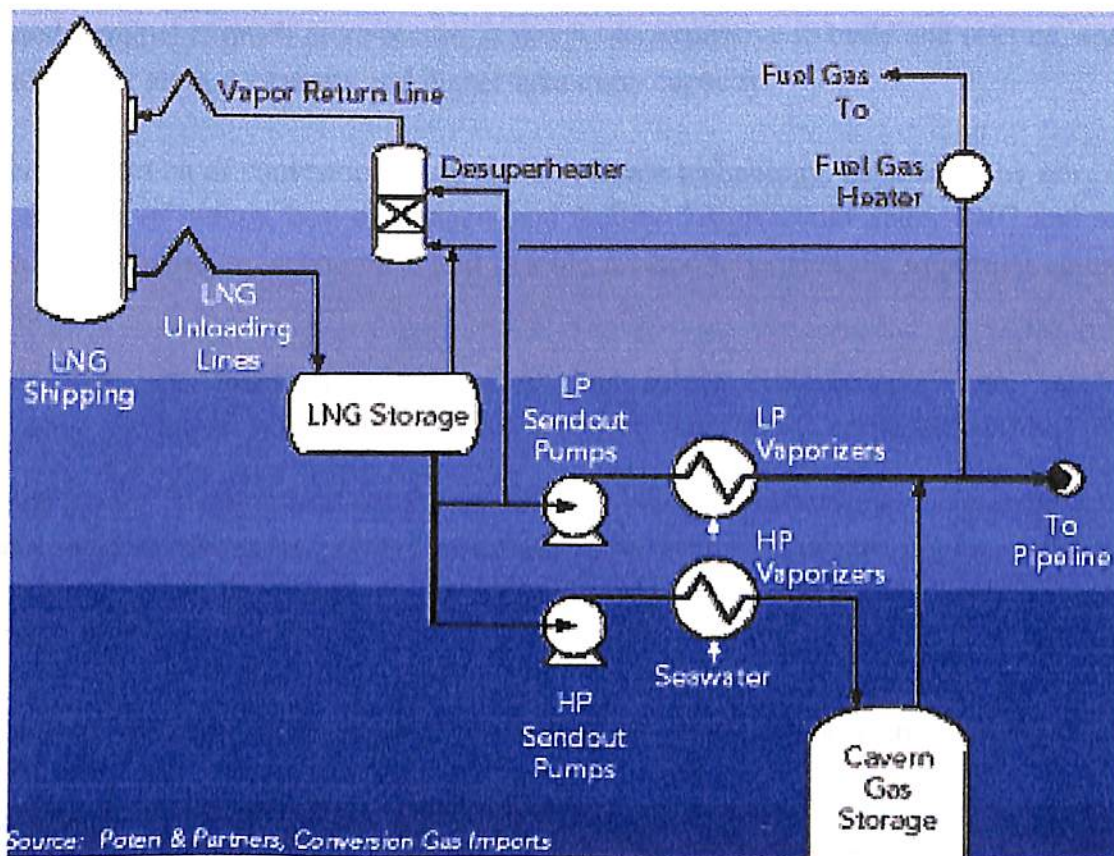 Vapor Return Line
Fuel Gas
To
Desuperheater
Fuel Gas
Heater
LNG
Unloading
Lines
LNG
Shipping
LNG Storage
LP
Sendout
Pumps
LP
Vaporizers
To
Pipeline
HP
Vaporizers
Seawater
HP
Sendout
Pumps
Cavern
Gas
Storage
Source: Poten & Partners, Conversion Gas Imports